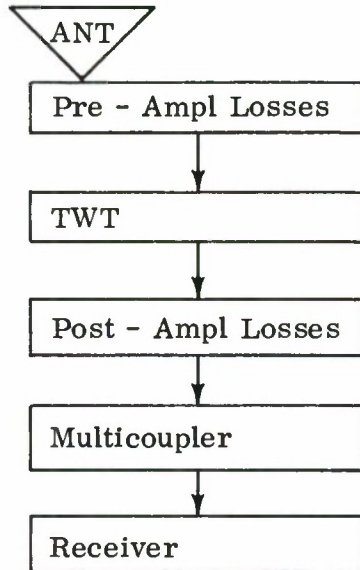 ANT
Pre - Ampl Losses
TWT
Post - Ampl Losses
Multicoupler
Receiver